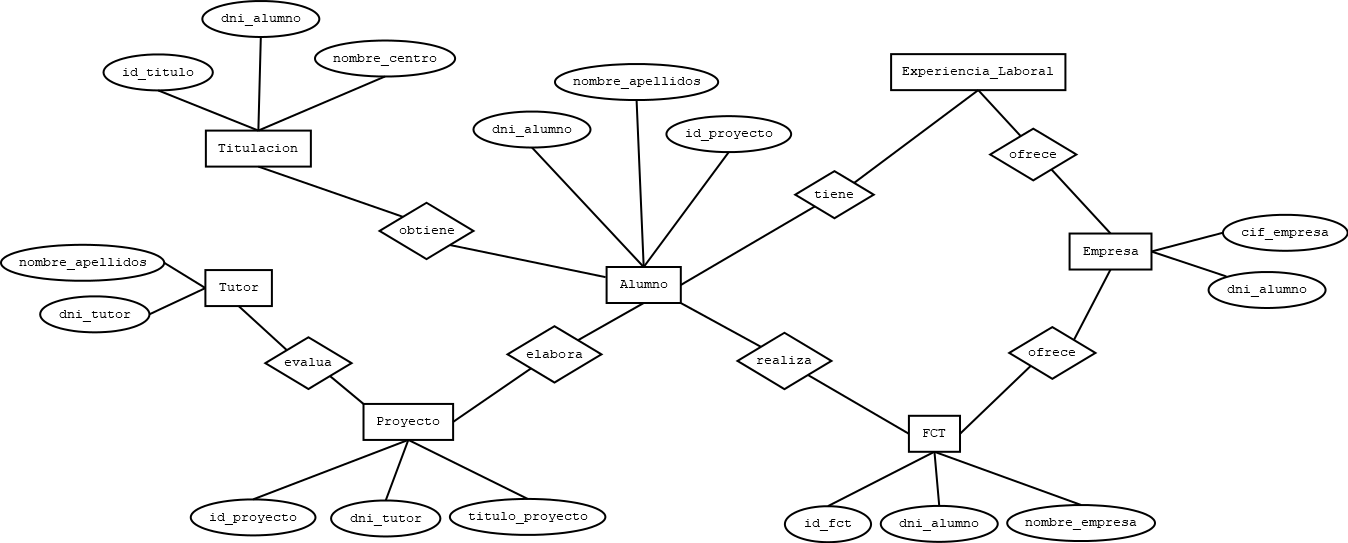 dni_alumno
id_titulo
nombre_centro
Titulacion
nombre_apellidos
dni_alumno
id_proyecto
Experiencia_Laboral
ofrece
tiene
obtiene
nombre_apellidos
Tutor
dni_tutor
Alumno
Empresa
cif_empresa
dni_alumno
evalua
elabora
realiza
ofrece
Proyecto
FCT
id_proyecto
dni_tutor
titulo_proyecto
id_fct
dni_alumno
nombre_empresa